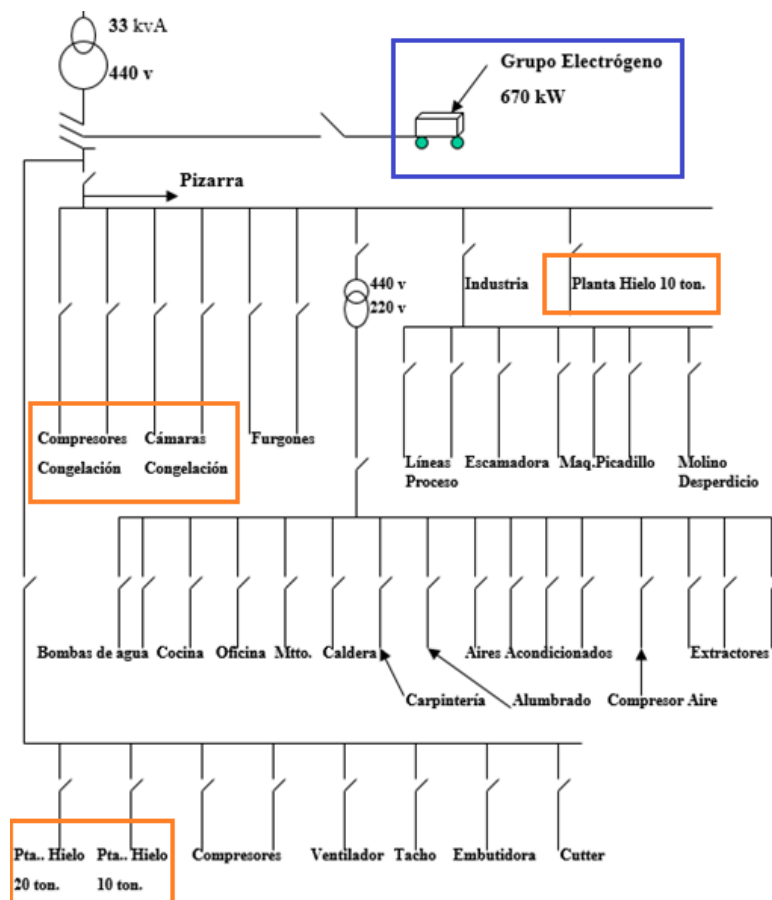 33 kvA
440 v
Grupo Electrógeno
670 kW
Pizarra
440 v
220 v
Industria
Planta Hielo 10 ton.
Compresores
Congelación
Cámaras
Congelación
Furgones
Líneas
Proceso
Escamadora
Maq.Picadillo
Molino
Desperdicio
Bombas de agua
Cocina
Oficina
Mtto.
Caldera
Aires Acondicionados
Extractores
Carpintería
Alumbrado
Compresor Aire
Pta.. Hielo
20 ton.
Pta.. Hielo
10 ton.
Compresores
Ventilador
Tacho
Embutidora
Cutter